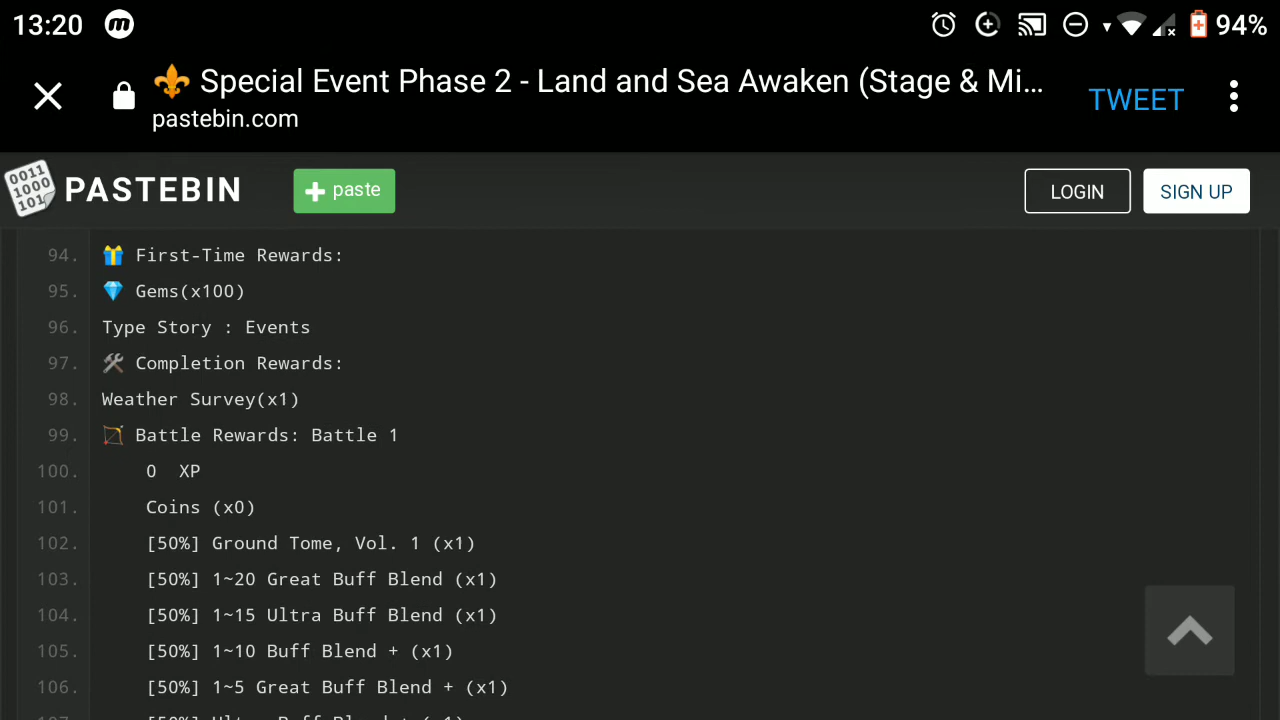 13:20 94%
⚜ Special Event Phase 2 - Land and Sea Awaken (Stage & Mi...
pastebin.com
TWEET
PASTEBIN
+ paste
LOGIN
SIGN UP
94. 🎁 First-Time Rewards:
95. 💎 Gems(x100)
96. Type Story : Events
97. 🛠 Completion Rewards:
98. Weather Survey(x1)
99. 🏹 Battle Rewards: Battle 1
100. 0 XP
101. Coins (x0)
102. [50%] Ground Tome, Vol. 1 (x1)
103. [50%] 1~20 Great Buff Blend (x1)
104. [50%] 1~15 Ultra Buff Blend (x1)
105. [50%] 1~10 Buff Blend + (x1)
106. [50%] 1~5 Great Buff Blend + (x1)